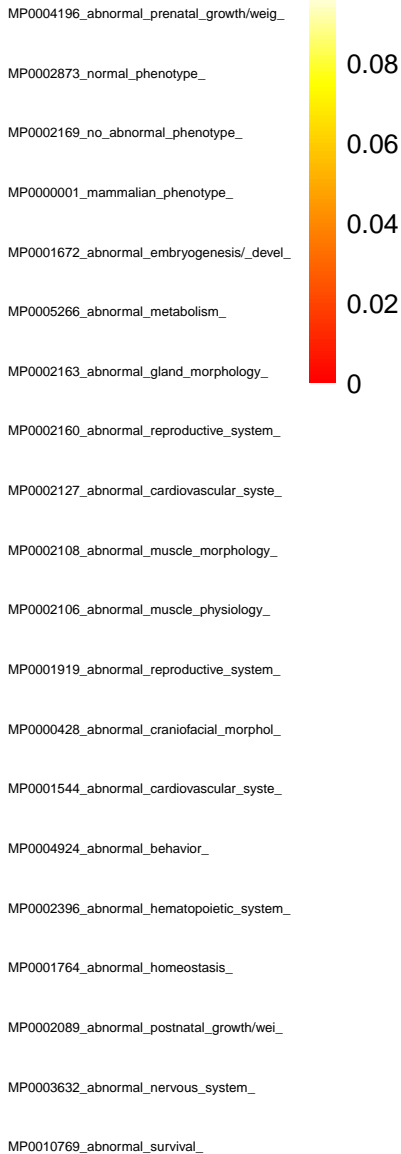 MP0004196_abnormal_prenatal_growth/weig_
MP0002873_normal_phenotype_
MP0002169_no_abnormal_phenotype_
MP0000001_mammalian_phenotype_
MP0001672_abnormal_embryogenesis/_devel_
MP0005266_abnormal_metabolism_
MP0002163_abnormal_gland_morphology_
MP0002160_abnormal_reproductive_system_
MP0002127_abnormal_cardiovascular_syste_
MP0002108_abnormal_muscle_morphology_
MP0002106_abnormal_muscle_physiology_
MP0001919_abnormal_reproductive_system_
MP0000428_abnormal_craniofacial_morphol_
MP0001544_abnormal_cardiovascular_syste_
MP0004924_abnormal_behavior_
MP0002396_abnormal_hematopoietic_system_
MP0001764_abnormal_homeostasis_
MP0002089_abnormal_postnatal_growth/wei_
MP0003632_abnormal_nervous_system_
MP0010769_abnormal_survival_
0.08
0.06
0.04
0.02
0